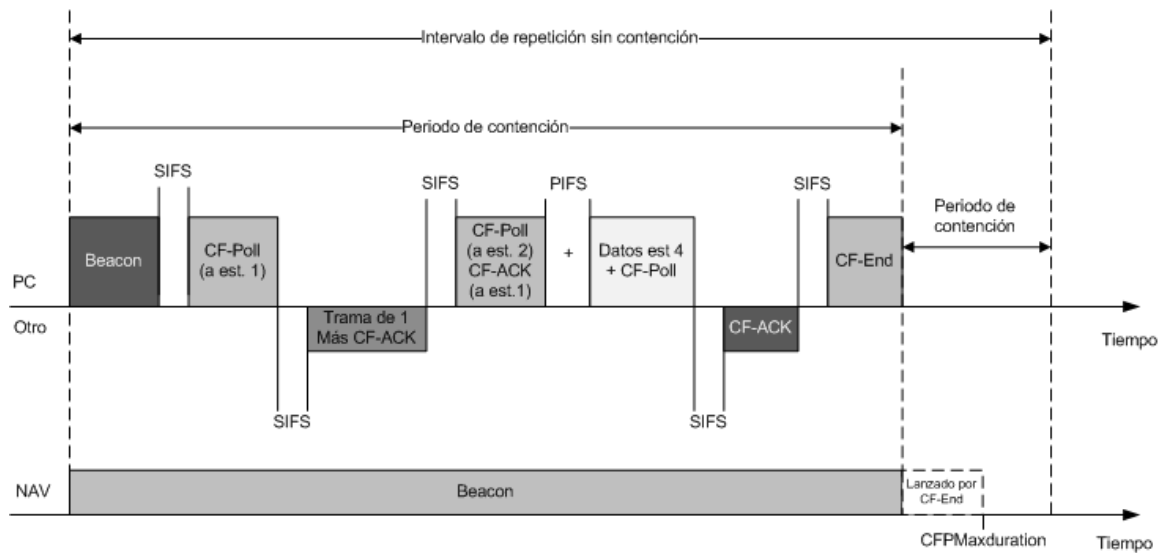 Intervalo de repetición sin contención
Periodo de contención
SIFS
SIFS
PIFS
SIFS
Periodo de
contención
Beacon
CF-Poll
(a est. 1)
CF-Poll
(a est. 2)
CF-ACK
(a est.1)
+
Datos est 4
+ CF-Poll
CF-End
PC
Otro
Trama de 1
Más CF-ACK
CF-ACK
Tiempo
SIFS
SIFS
NAV
Beacon
Lanzado por
CF-End
CFPMaxduration
Tiempo